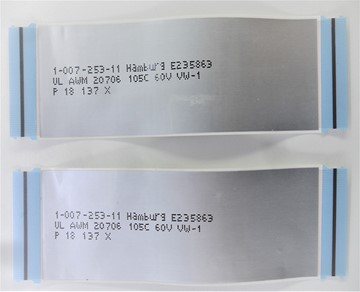 1-007-253-11 Hamburg E235863
UL AWM 20706 105C 60V VW-1
P 18 137 X
1-007-253-11 Hamburg E235863
UL AWM 20706 105C 60V VW-1
P 18 137 X